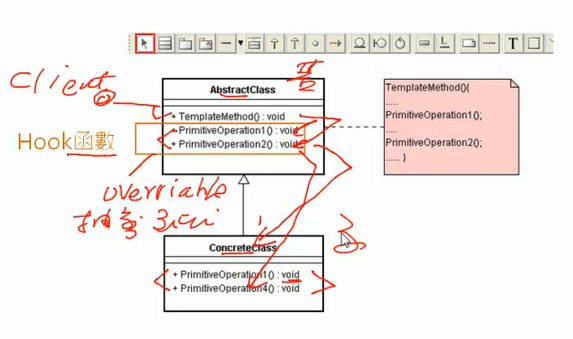 T
Client
AbstractClass
+ TemplateMethod() : void
+ PrimitiveOperation1() : void
+ PrimitiveOperation2() : void
TemplateMethod(){
.....
PrimitiveOperation1();
....
PrimitiveOperation2();
...... }
Hook函數
overriable
ConcreteClass
+ PrimitiveOperation1() : void
+ PrimitiveOperation4() : void